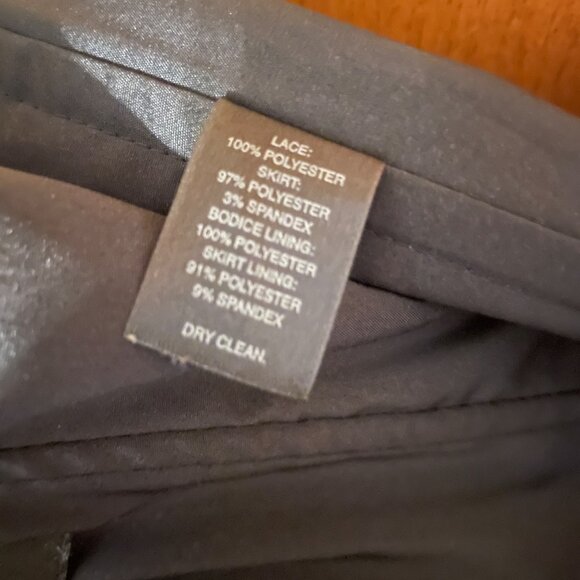 LACE:
100% POLYESTER
SKIRT:
97% POLYESTER
3% SPANDEX
BODICE LINING:
100% POLYESTER
SKIRT LINING:
91% POLYESTER
9% SPANDEX
DRY CLEAN.